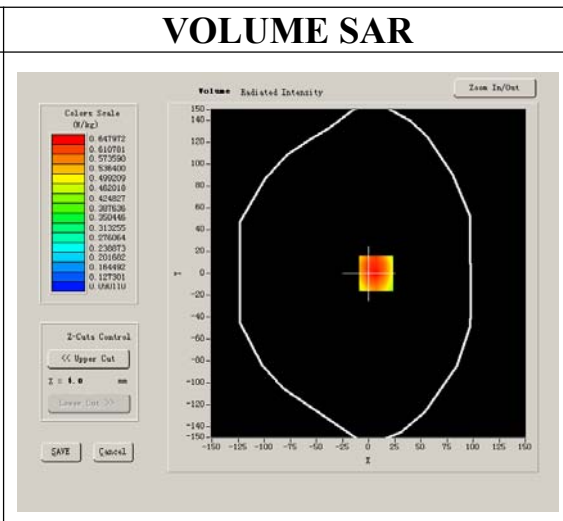 VOLUME SAR
Volume Radiated Intensity
Zoom In/Out
Colors Scale
(W/kg)
0.647972
0.610781
0.573590
0.536400
0.499209
0.462018
0.424827
0.387636
0.350446
0.313255
0.276064
0.238873
0.201682
0.164492
0.127301
0.090110
150
140
120
100
80
60
40
20
0
-20
-40
-60
-80
-100
-120
-140
-150
Y
-150 -125 -100 -75 -50 -25 0 25 50 75 100 125 150
X
Z-Cuts Control
<< Upper Cut
mm
Lower Cut >>
SAVE
Cancel